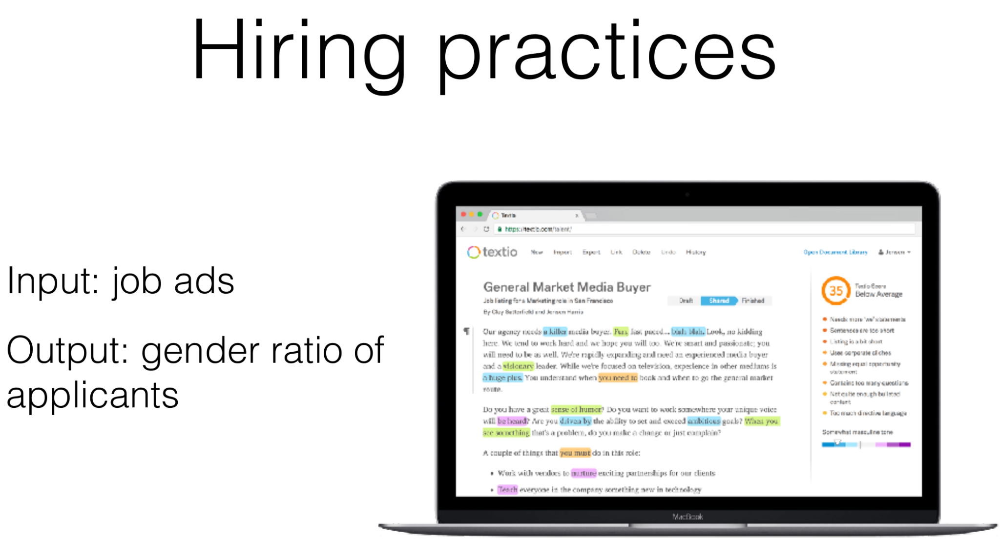 Hiring practices
Input: job ads
Output: gender ratio of
applicants
Textio
https://textio.com/talent/
textio New Import Export Link Delete Undo History Open Document Library Jensen
General Market Media Buyer
Job listing for a Marketing role in San Francisco
By Clay Satterfield and Jensen Harris
Draft Shared Finished
Our agency needs a killer media buyer. Fun, fast paced... blah blah. Look, no kidding
here. We tend to work hard and we hope you will too. We're smart and passionate; you
will need to be as well. We're rapidly expanding and need an experienced media buyer
and a visionary leader. While we're focused on television, experience in other mediums is
a huge plus. You understand when you need to book and when to go the general market
route.
Do you have a great sense of humor? Do you want to work somewhere your unique voice
will be heard? Are you driven by the ability to set and exceed ambitious goals? When you
see something that's a problem, do you make a change or just complain?
A couple of things that you must do in this role:
• Work with vendors to nurture exciting partnerships for our clients
• Teach everyone in the company something new in technology
35 Textio Score
Below Average
Needs more "we" statements
Sentences are too short
Listing is a bit short
Uses corporate cliches
Missing equal opportunity
statement
Contains too many questions
Not quite enough bulleted
content
Too much directive language
Somewhat masculine tone
MacBook